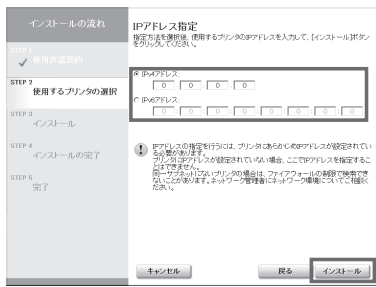 インストールの流れ
STEP 1
使用許諾契約
STEP 2
使用するプリンタの選択
STEP 3
インストール
STEP 4
インストールの完了
STEP 5
完了
IPアドレス指定
指定方法を選択後、使用するプリンタのIPアドレスを入力して、[インストール]ボタン
をクリックしてください。
IPv4アドレス:
0 . 0 . 0 . 0
IPv6アドレス:
0 : 0 : 0 : 0 : 0 : 0 : 0 : 0
IPアドレスの指定を行うには、プリンタにあらかじめIPアドレスが設定されてい
る必要があります。
プリンタにIPアドレスが設定されていない場合、ここでIPアドレスを指定するこ
とはできません。
同一サブネットにないプリンタの場合は、ファイアウォールの制限で検索でき
ないことがあります。ネットワーク管理者にネットワーク環境についてご相談く
ださい。
キャンセル
戻る
インストール